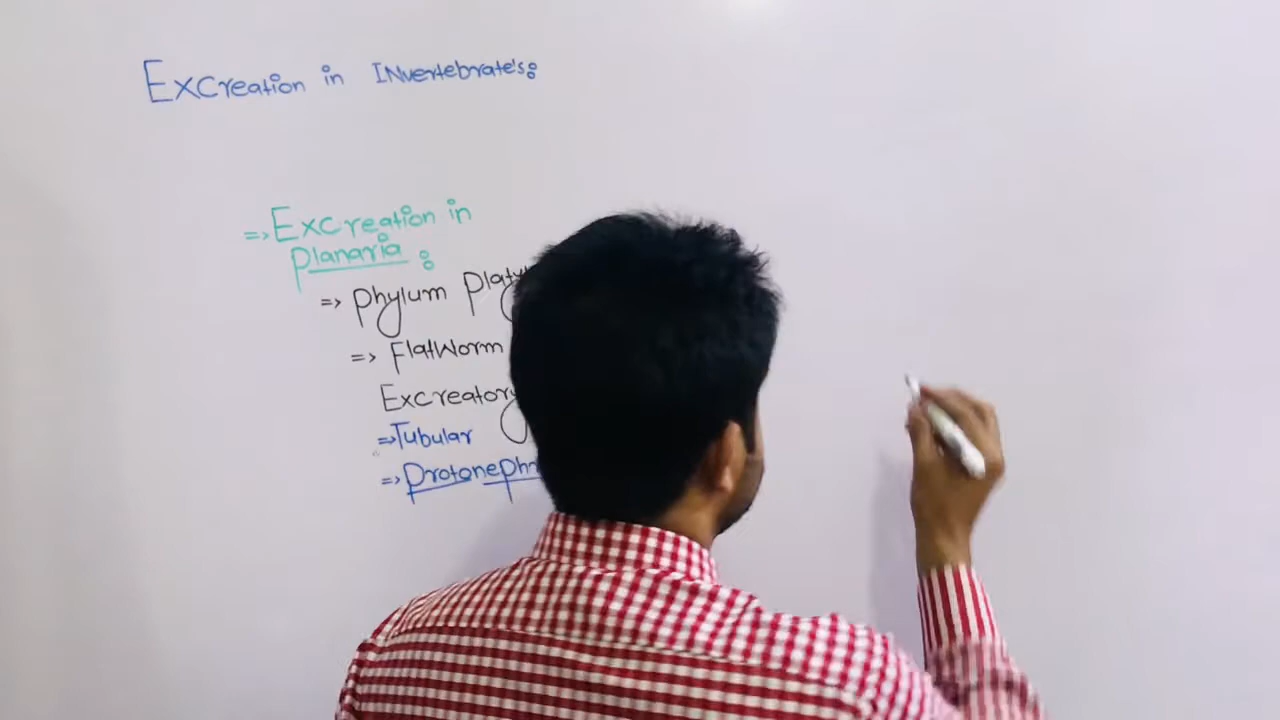 Excreation in Invertebrate's:
=> Excreation in
Planaria :
=> Phylum
=> Flatworm
Excreatory
=> Tubular
=>